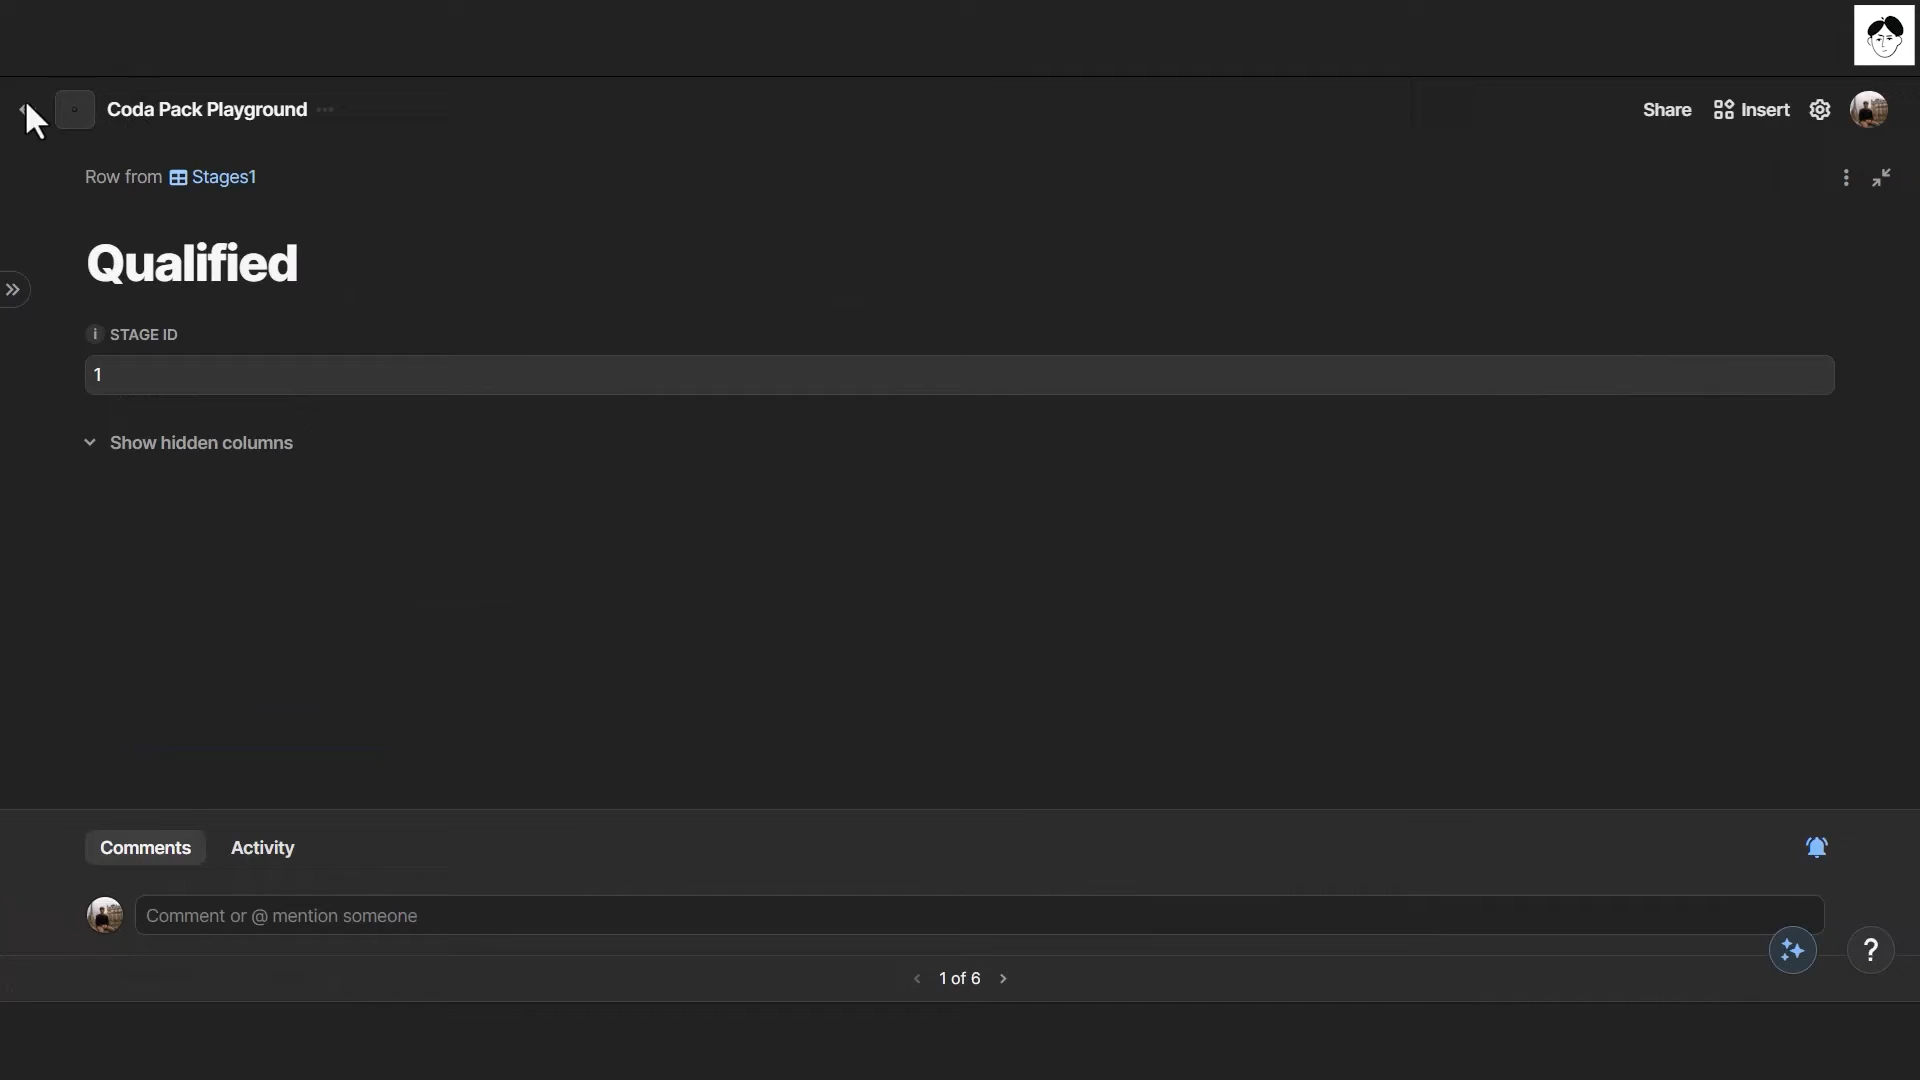 Coda Pack Playground
Share
Insert
Row from Stages1
Qualified
STAGE ID
1
Show hidden columns
Comments
Activity
Comment or @ mention someone
?
1 of 6